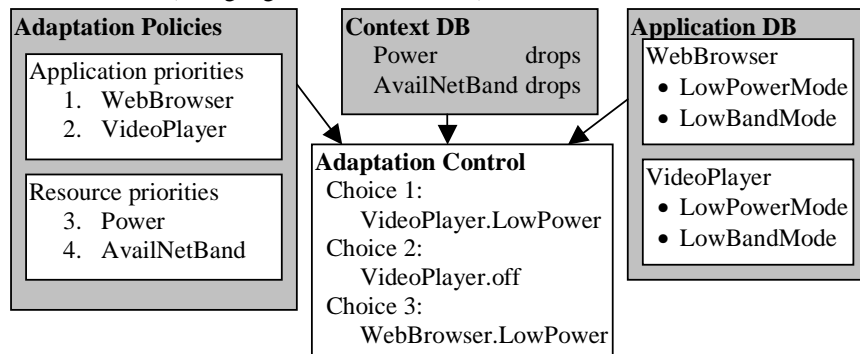 Adaptation Policies
Application priorities
1. WebBrowser
2. VideoPlayer
Resource priorities
3. Power
4. AvailNetBand
Context DB
Power drops
AvailNetBand drops
Application DB
WebBrowser
• LowPowerMode
• LowBandMode
VideoPlayer
• LowPowerMode
• LowBandMode
Adaptation Control
Choice 1:
VideoPlayer.LowPower
Choice 2:
VideoPlayer.off
Choice 3:
WebBrowser.LowPower